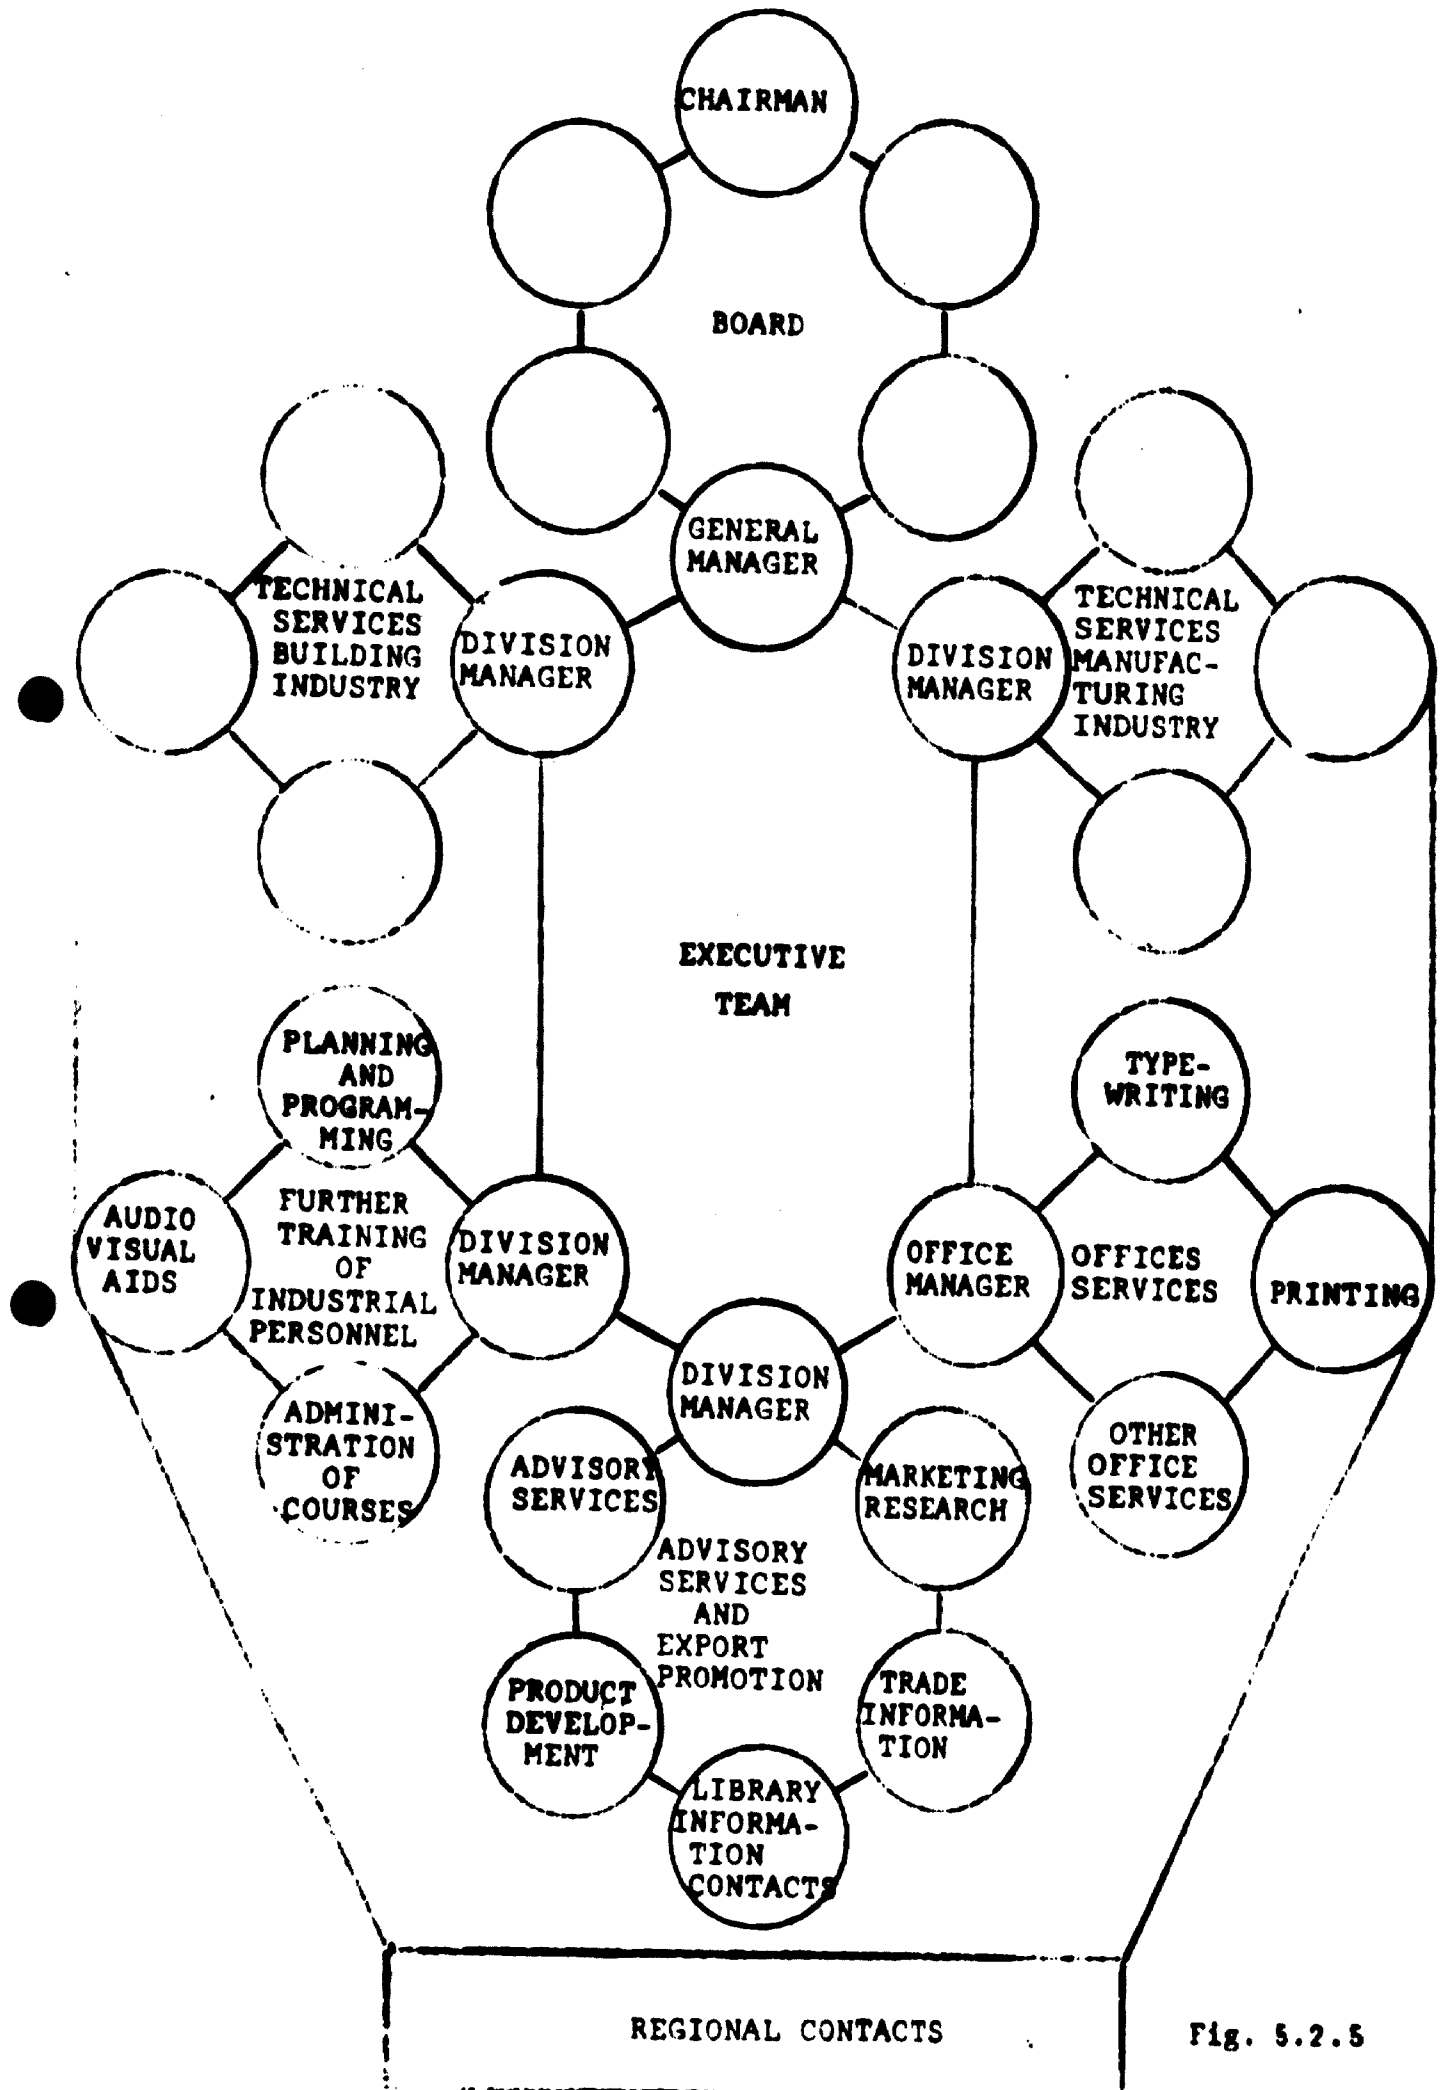 CHAIRMAN
BOARD
GENERAL
MANAGER
TECHNICAL
SERVICES
BUILDING
INDUSTRY
DIVISION
MANAGER
DIVISION
MANAGER
TECHNICAL
SERVICES
MANUFAC-
TURING
INDUSTRY
EXECUTIVE
TEAM
PLANNING
AND
PROGRAM-
MING
TYPE-
WRITING
AUDIO
VISUAL
AIDS
FURTHER
TRAINING
OF
INDUSTRIAL
PERSONNEL
DIVISION
MANAGER
OFFICE
MANAGER
OFFICES
SERVICES
PRINTING
ADMINI-
STRATION
OF
COURSES
DIVISION
MANAGER
OTHER
OFFICE
SERVICES
ADVISORY
SERVICES
MARKETING
RESEARCH
ADVISORY
SERVICES
AND
EXPORT
PROMOTION
PRODUCT
DEVELOP-
MENT
TRADE
INFORMA-
TION
LIBRARY
INFORMA-
TION
CONTACTS
REGIONAL CONTACTS
Fig. 5.2.5